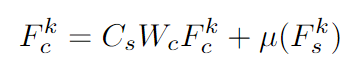 $F_c^k = C_s W_c F_c^k + \mu(F_s^k)$